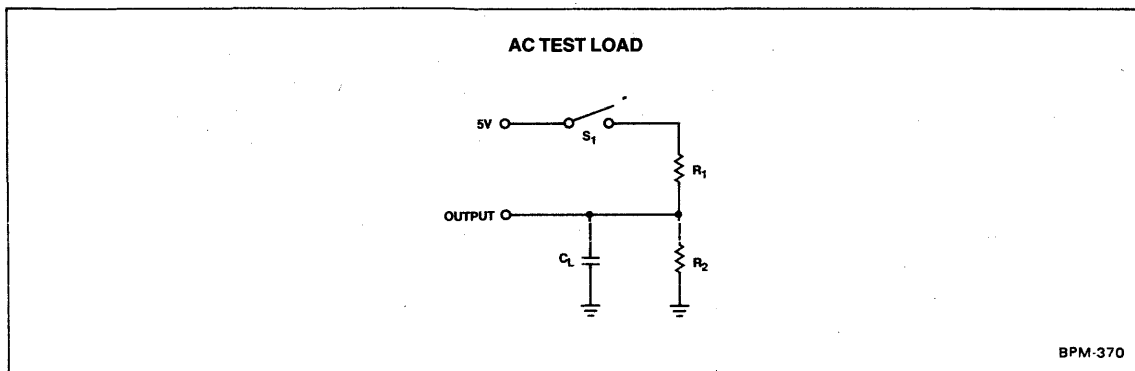 AC TEST LOAD
5V
S1
R1
OUTPUT
CL
R2
BPM-370